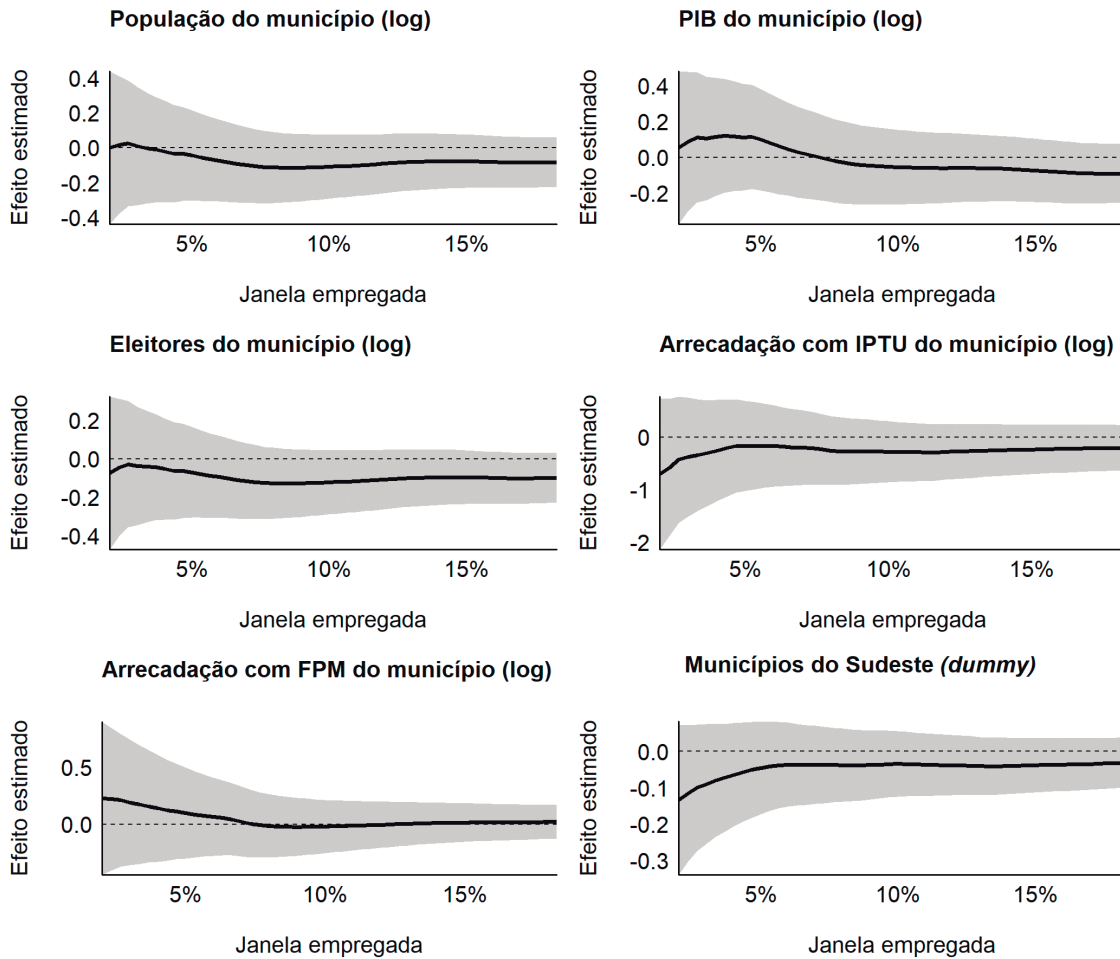 População do município (log)
Efeito estimado
0.4
0.2
0.0
-0.2
-0.4
5% 10% 15%
Janela empregada
PIB do município (log)
Efeito estimado
0.4
0.2
0.0
-0.2
5% 10% 15%
Janela empregada
Eleitores do município (log)
Efeito estimado
0.2
0.0
-0.2
-0.4
5% 10% 15%
Janela empregada
Arrecadação com IPTU do município (log)
Efeito estimado
0
-1
-2
5% 10% 15%
Janela empregada
Arrecadação com FPM do município (log)
Efeito estimado
0.5
0.0
5% 10% 15%
Janela empregada
Municípios do Sudeste (dummy)
Efeito estimado
0.0
-0.1
-0.2
-0.3
5% 10% 15%
Janela empregada